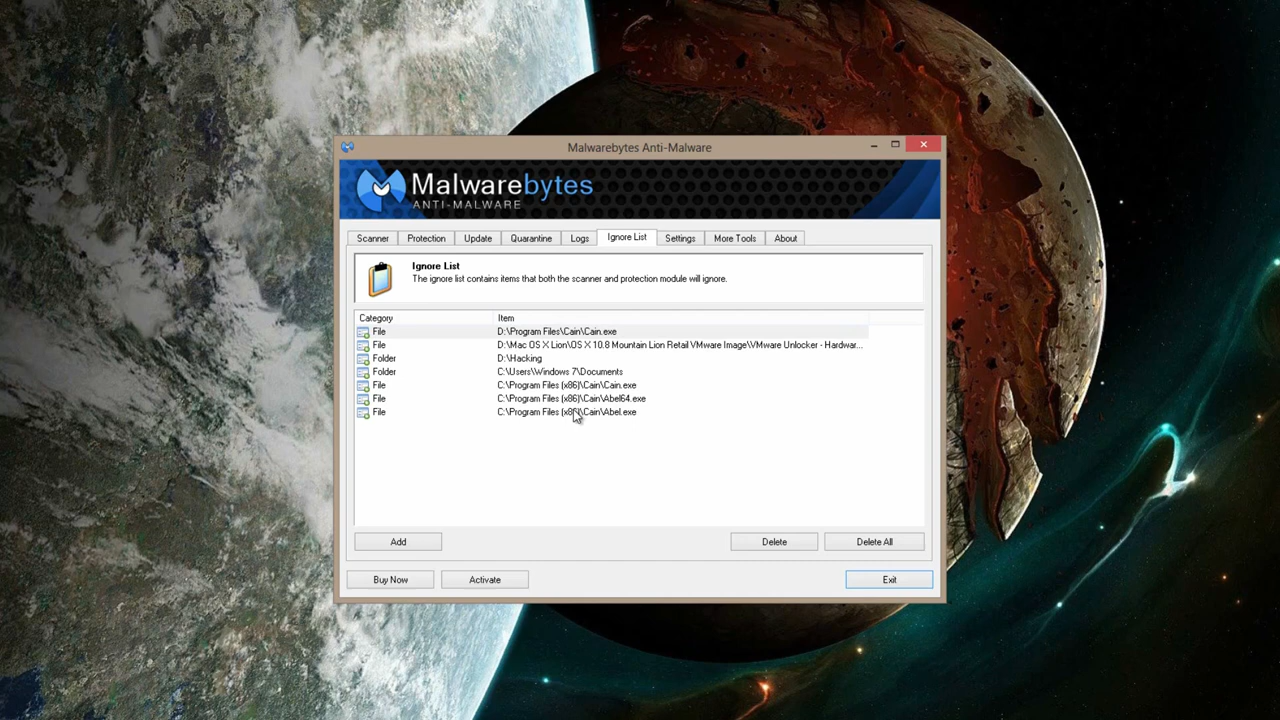 Malwarebytes Anti-Malware
Malwarebytes
ANTI-MALWARE
Scanner Protection Update Quarantine Logs Ignore List Settings More Tools About
Ignore List
The ignore list contains items that both the scanner and protection module will ignore.
Category Item
File D:\Program Files\Cain\Cain.exe
File D:\Mac OS X Lion\OS X 10.8 Mountain Lion Retail VMware Image\VMware Unlocker - Hardwar...
Folder D:\Hacking
Folder C:\Users\Windows 7\Documents
File C:\Program Files (x86)\Cain\Cain.exe
File C:\Program Files (x86)\Cain\Abel64.exe
File C:\Program Files (x86)\Cain\Abel.exe
Add Delete Delete All
Buy Now Activate Exit